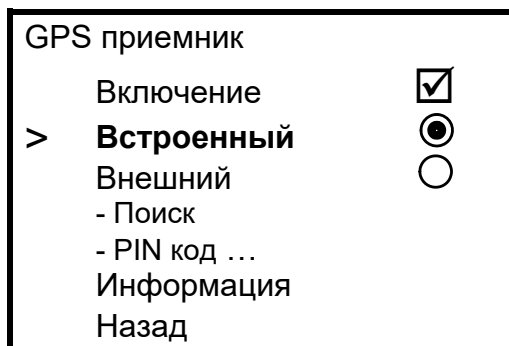 GPS приемник
Включение
> Встроенный
Внешний
- Поиск
- PIN код …
Информация
Назад